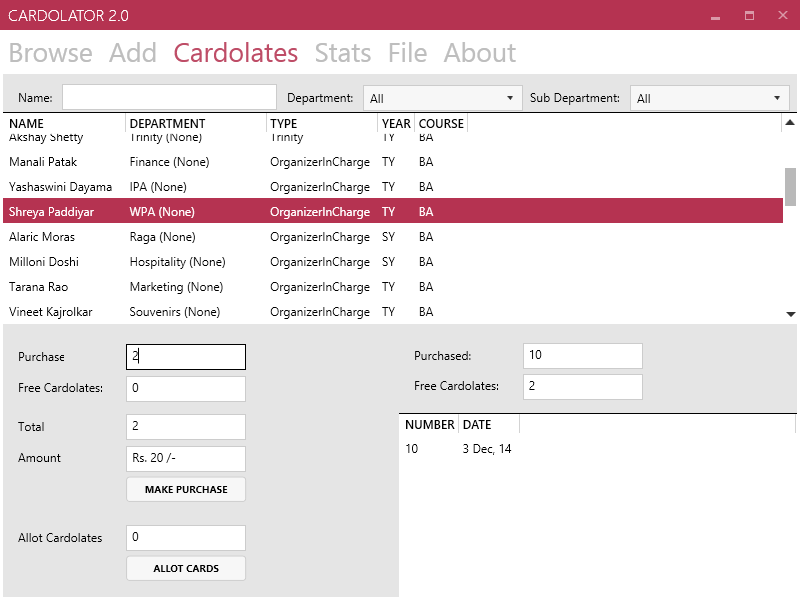 CARDOLATOR 2.0
Browse Add Cardolates Stats File About
Name: Department: All Sub Department: All
NAME DEPARTMENT TYPE YEAR COURSE
Akshay Shetty Trinity (None) Trinity TY BA
Manali Patak Finance (None) OrganizerInCharge TY BA
Yashaswini Dayama IPA (None) OrganizerInCharge TY BA
Shreya Paddiyar WPA (None) OrganizerInCharge TY BA
Alaric Moras Raga (None) OrganizerInCharge SY BA
Milloni Doshi Hospitality (None) OrganizerInCharge SY BA
Tarana Rao Marketing (None) OrganizerInCharge TY BA
Vineet Kajrolkar Souvenirs (None) OrganizerInCharge TY BA
Purchase 2
Free Cardolates: 0
Total 2
Amount Rs. 20 /-
MAKE PURCHASE
Allot Cardolates 0
ALLOT CARDS
Purchased: 10
Free Cardolates: 2
NUMBER DATE
10 3 Dec, 14